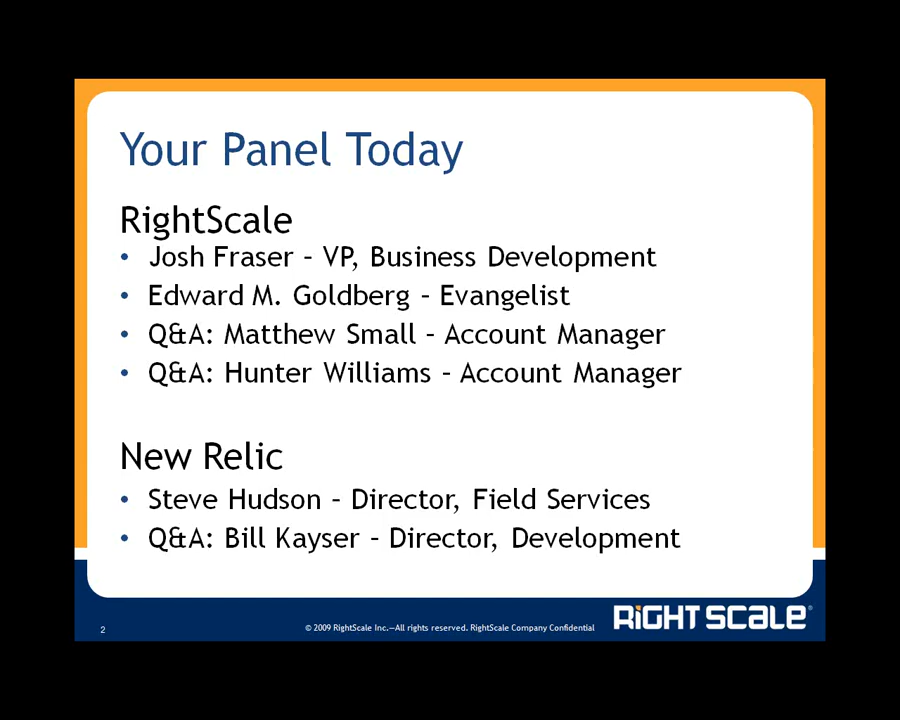 Your Panel Today
RightScale
• Josh Fraser – VP, Business Development
• Edward M. Goldberg – Evangelist
• Q&A: Matthew Small – Account Manager
• Q&A: Hunter Williams – Account Manager
New Relic
• Steve Hudson – Director, Field Services
• Q&A: Bill Kayser – Director, Development
2
© 2009 RightScale Inc.—All rights reserved. RightScale Company Confidential
RIGHT SCALE®